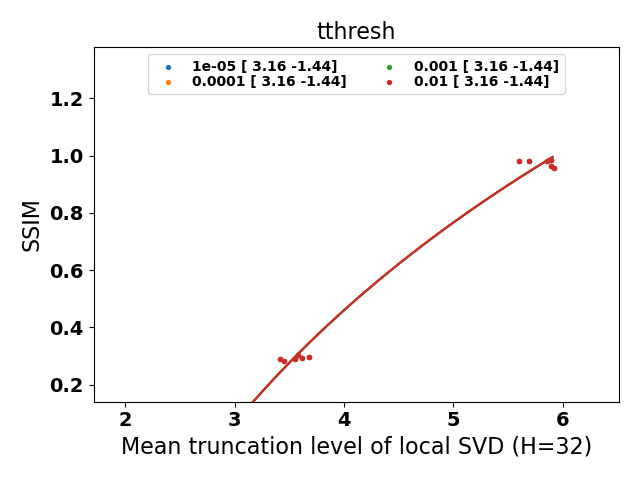 tthresh
1e-05 [ 3.16 -1.44]
0.0001 [ 3.16 -1.44]
0.001 [ 3.16 -1.44]
0.01 [ 3.16 -1.44]
1.2
1.0
0.8
0.6
0.4
0.2
SSIM
2 3 4 5 6
Mean truncation level of local SVD (H=32)